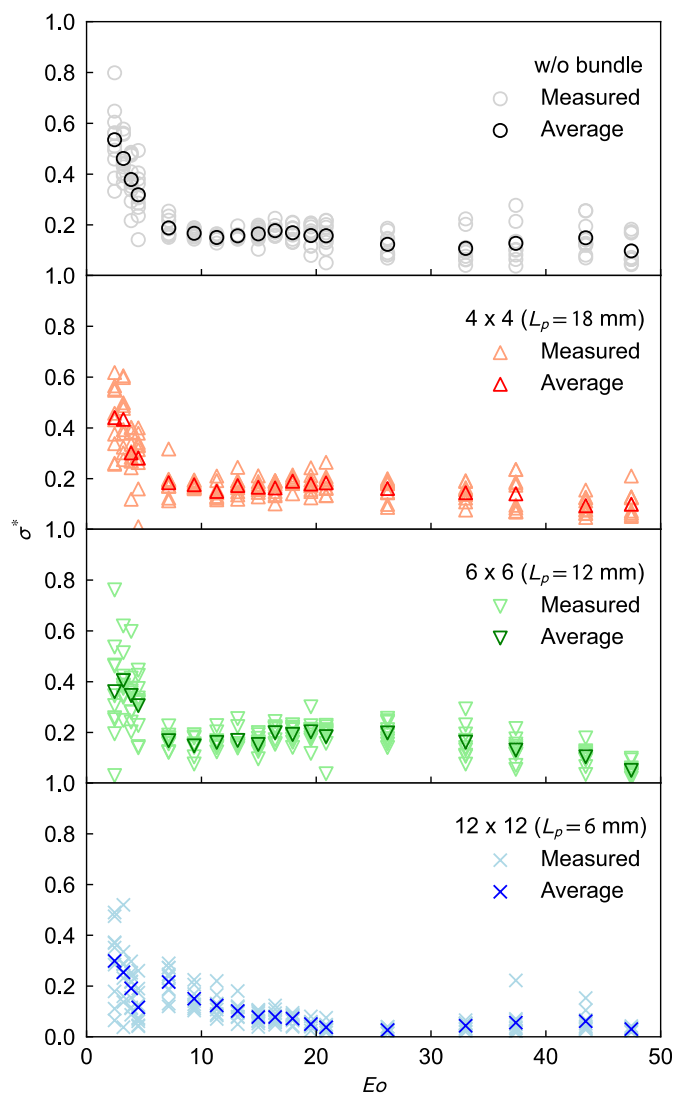 1.0
0.8
w/o bundle
Measured
0.6
Average
0.4
0.2
1.0
0.8
4 x 4 (Lp = 18 mm)
Measured
0.6
Average
0.4
0.2
σ*
1.0
0.8
6 x 6 (Lp = 12 mm)
Measured
0.6
Average
0.4
0.2
1.0
0.8
12 x 12 (Lp = 6 mm)
Measured
0.6
Average
0.4
0.2
0.0
0 10 20 30 40 50
Eo